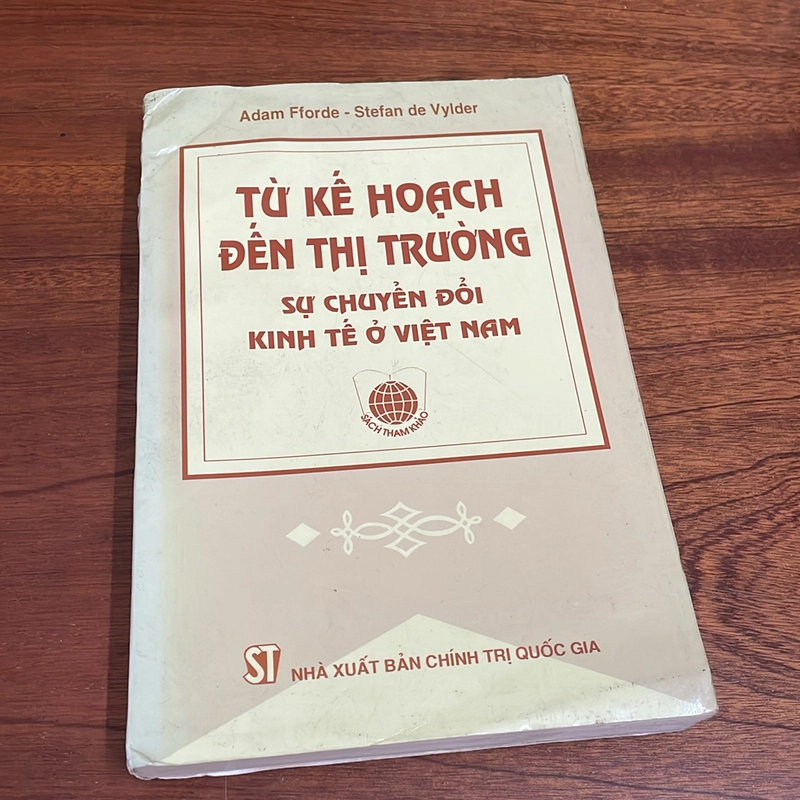 Adam Fforde - Stefan de Vylder
TỪ KẾ HOẠCH
ĐẾN THỊ TRƯỜNG
SỰ CHUYỂN ĐỔI
KINH TẾ Ở VIỆT NAM
SÁCH THAM KHẢO
ST NHÀ XUẤT BẢN CHÍNH TRỊ QUỐC GIA